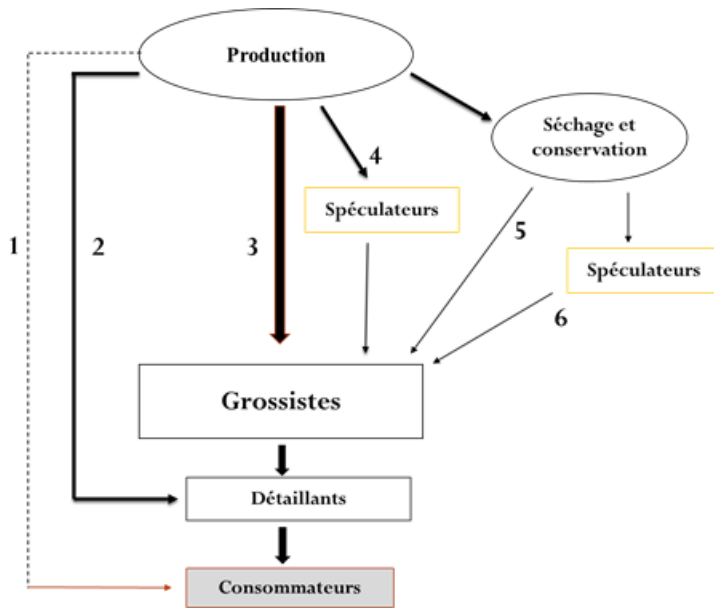 Production
Séchage et
conservation
4
Spéculateurs
1
2
3
5
Spéculateurs
6
Grossistes
Détaillants
Consommateurs